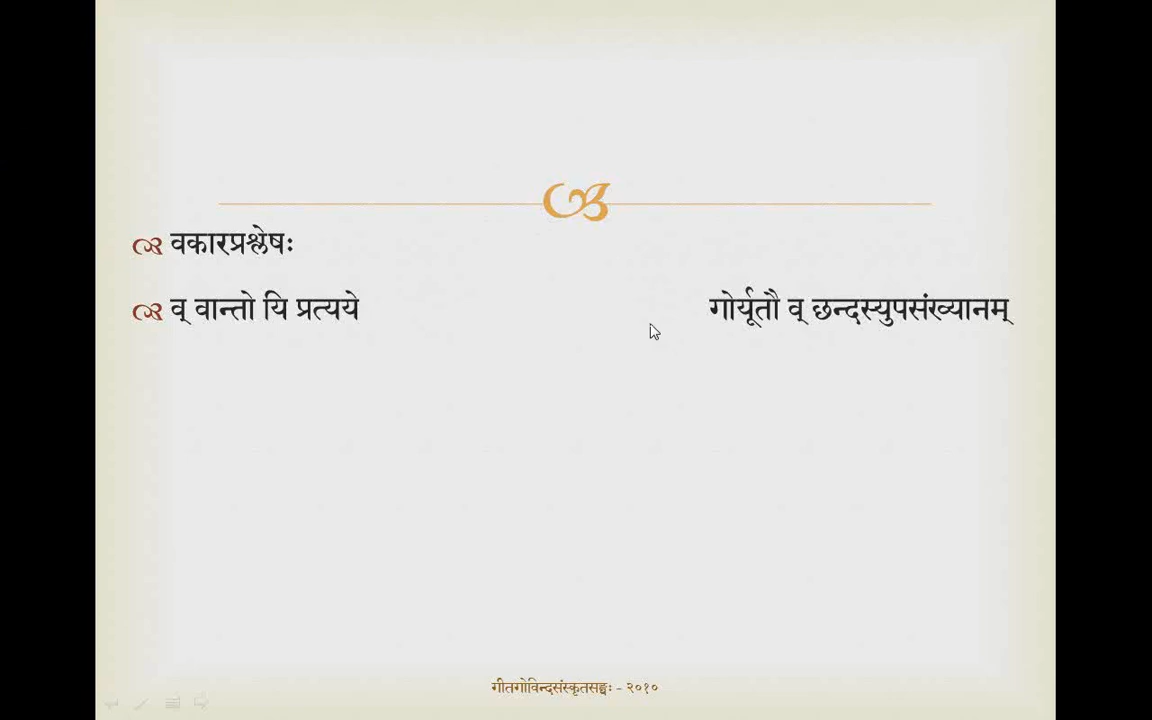 वकारप्रश्लेषः
व् वान्तो यि प्रत्यये गोर्यूतौ व् छन्दस्युपसंख्यानम्
गीतगोविन्दसंस्कृतसङ्घः - २०१०